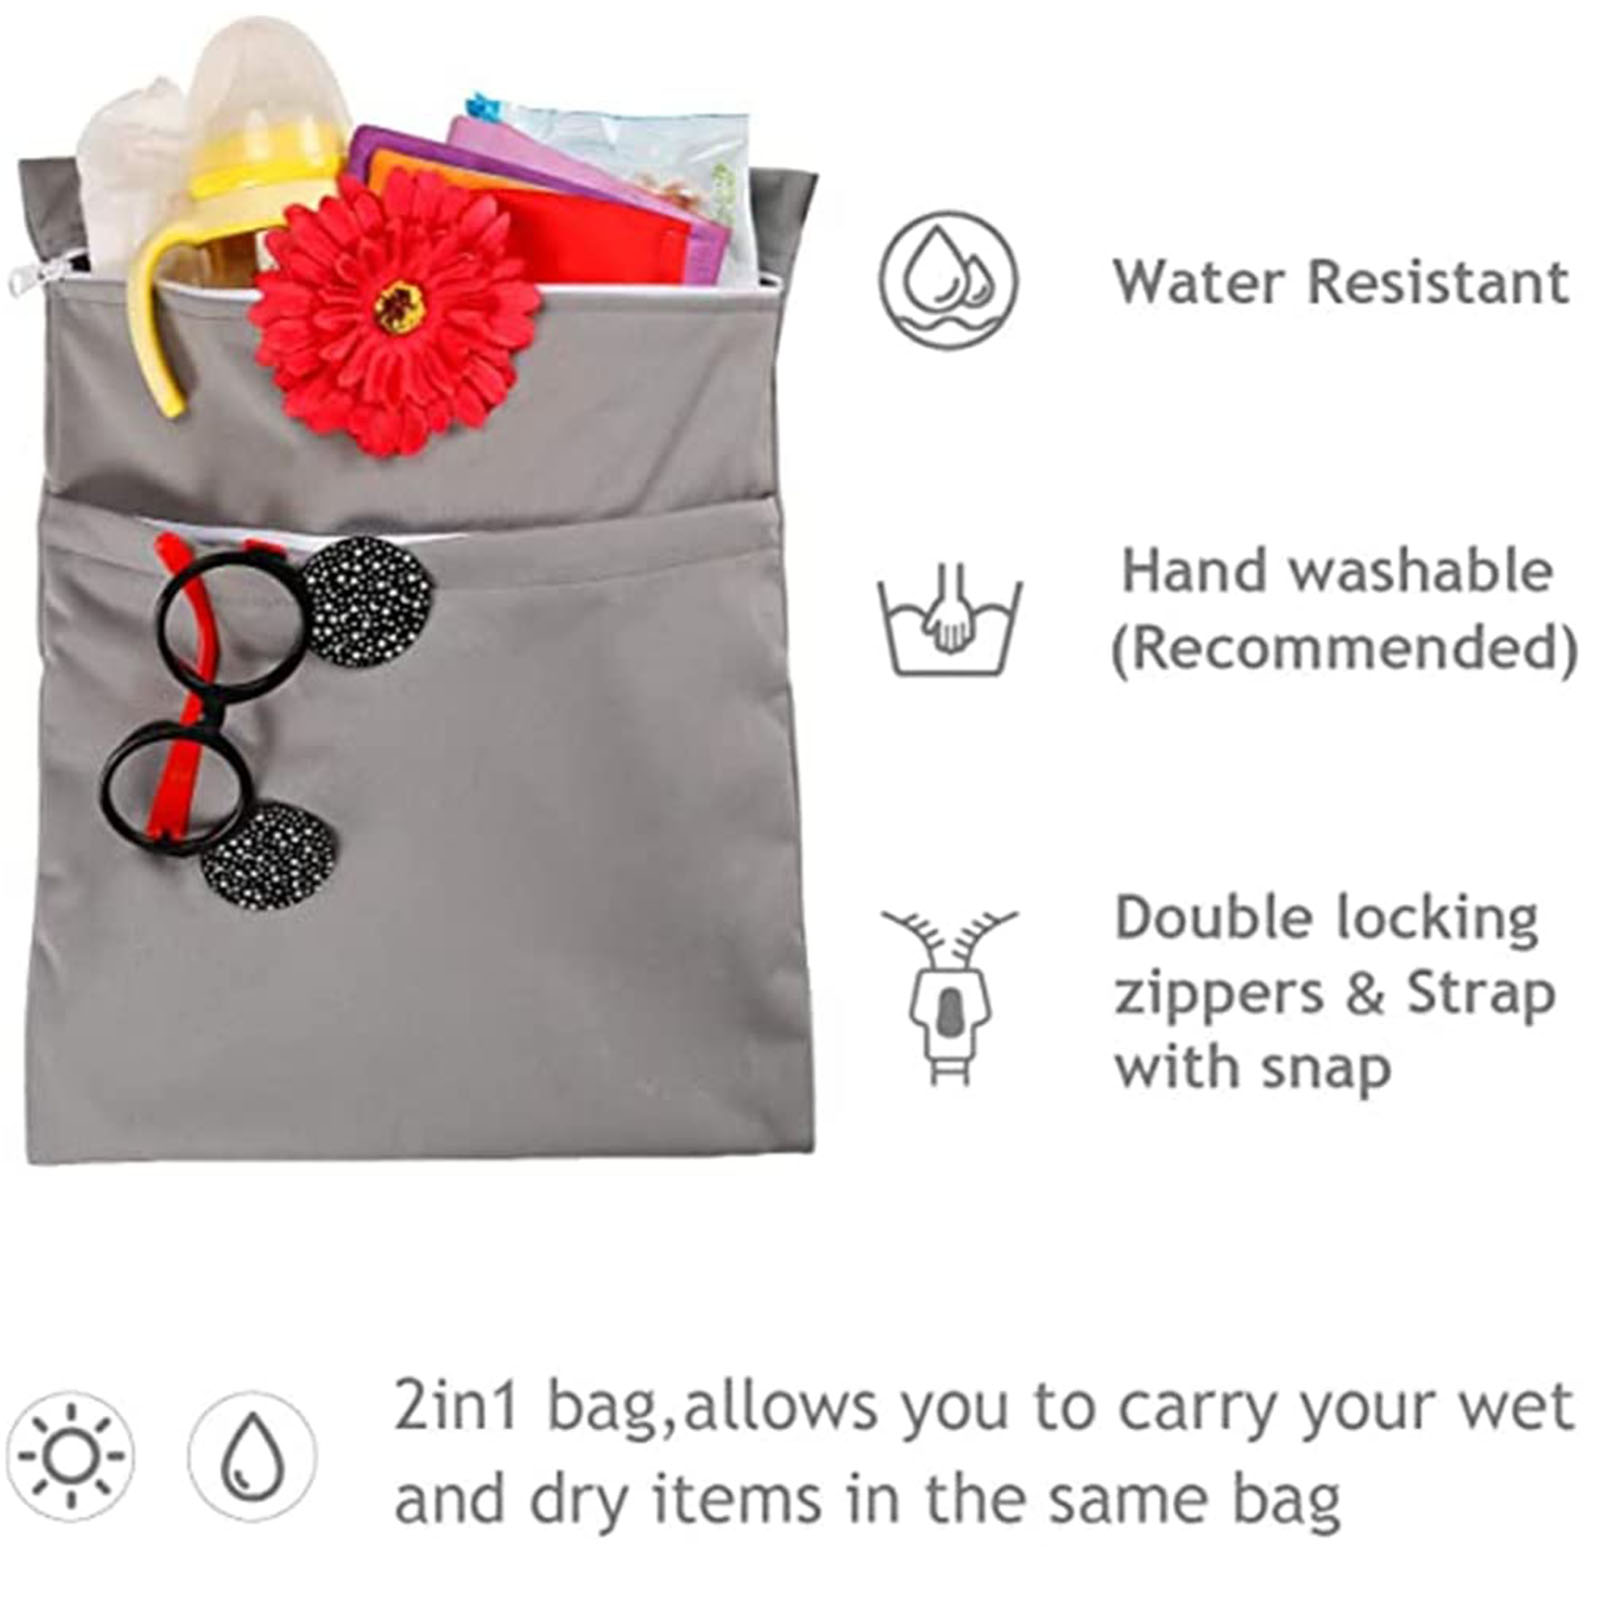 Water Resistant
Hand washable
(Recommended)
Double locking
zippers & Strap
with snap
2in1 bag,allows you to carry your wet
and dry items in the same bag